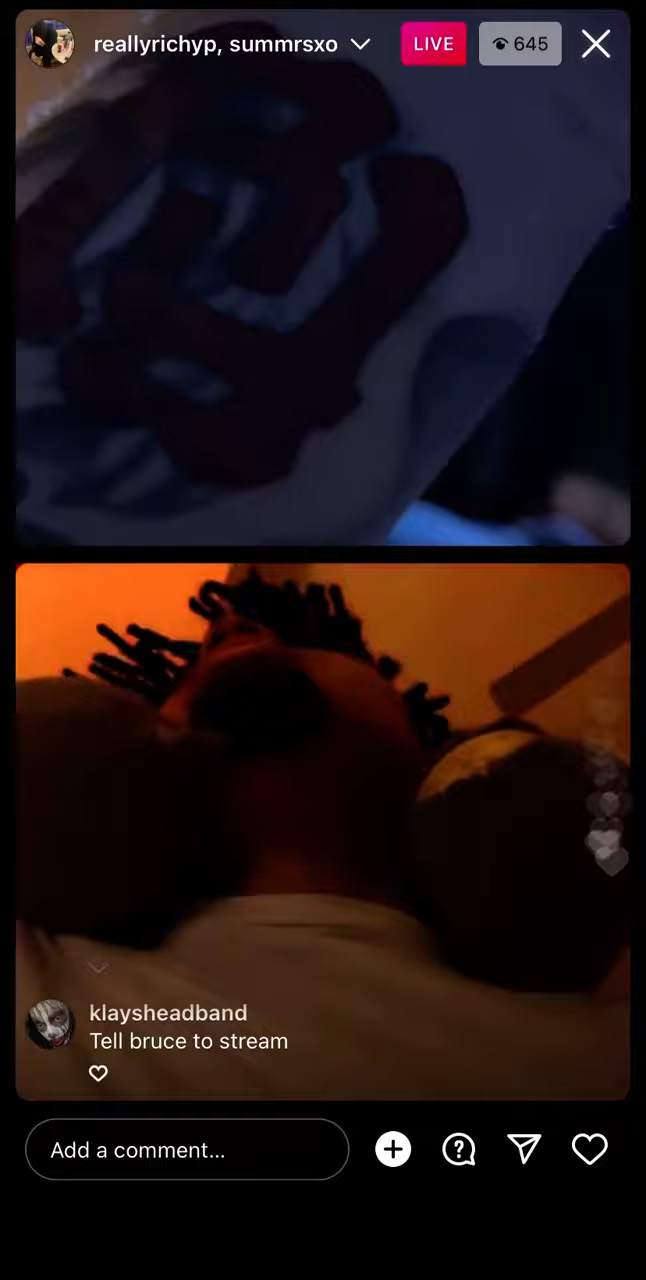 reallyrichyp, summrsxo
LIVE
645
klaysheadband
Tell bruce to stream
Add a comment...